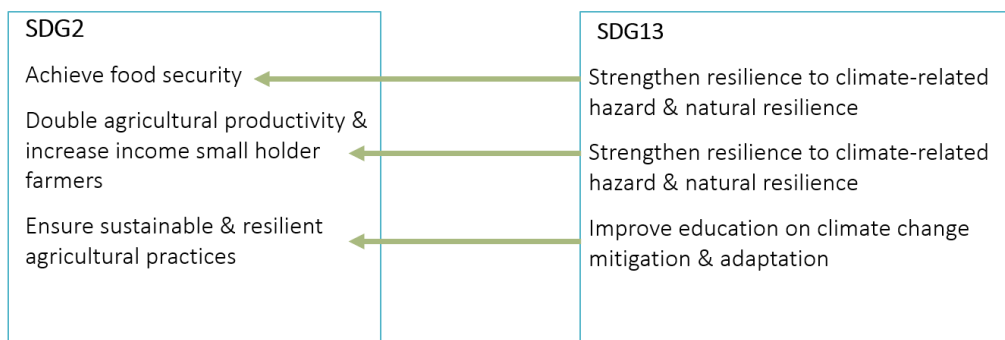 SDG2
Achieve food security
Double agricultural productivity &
increase income small holder
farmers
Ensure sustainable & resilient
agricultural practices
SDG13
Strengthen resilience to climate-related
hazard & natural resilience
Strengthen resilience to climate-related
hazard & natural resilience
Improve education on climate change
mitigation & adaptation